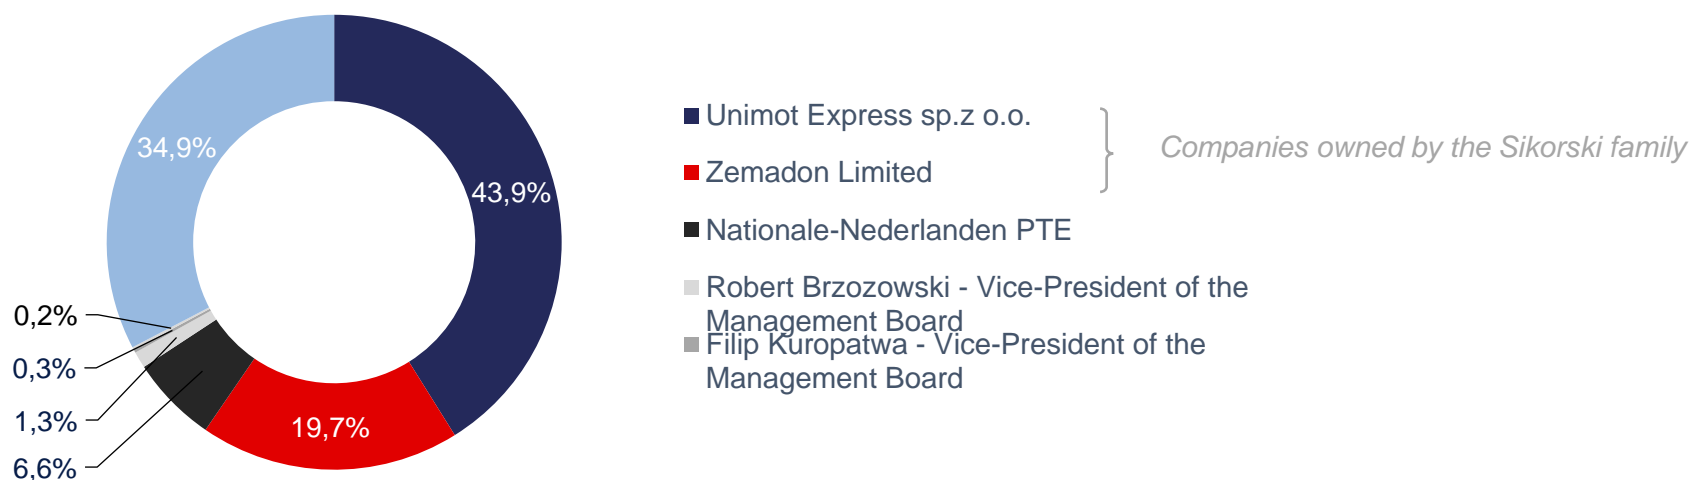 34,9%
43,9%
0,2%
0,3%
1,3%
6,6%
19,7%
Unimot Express sp.z o.o.
Zemadon Limited
Companies owned by the Sikorski family
Nationale-Nederlanden PTE
Robert Brzozowski - Vice-President of the
Management Board
Filip Kuropatwa - Vice-President of the
Management Board